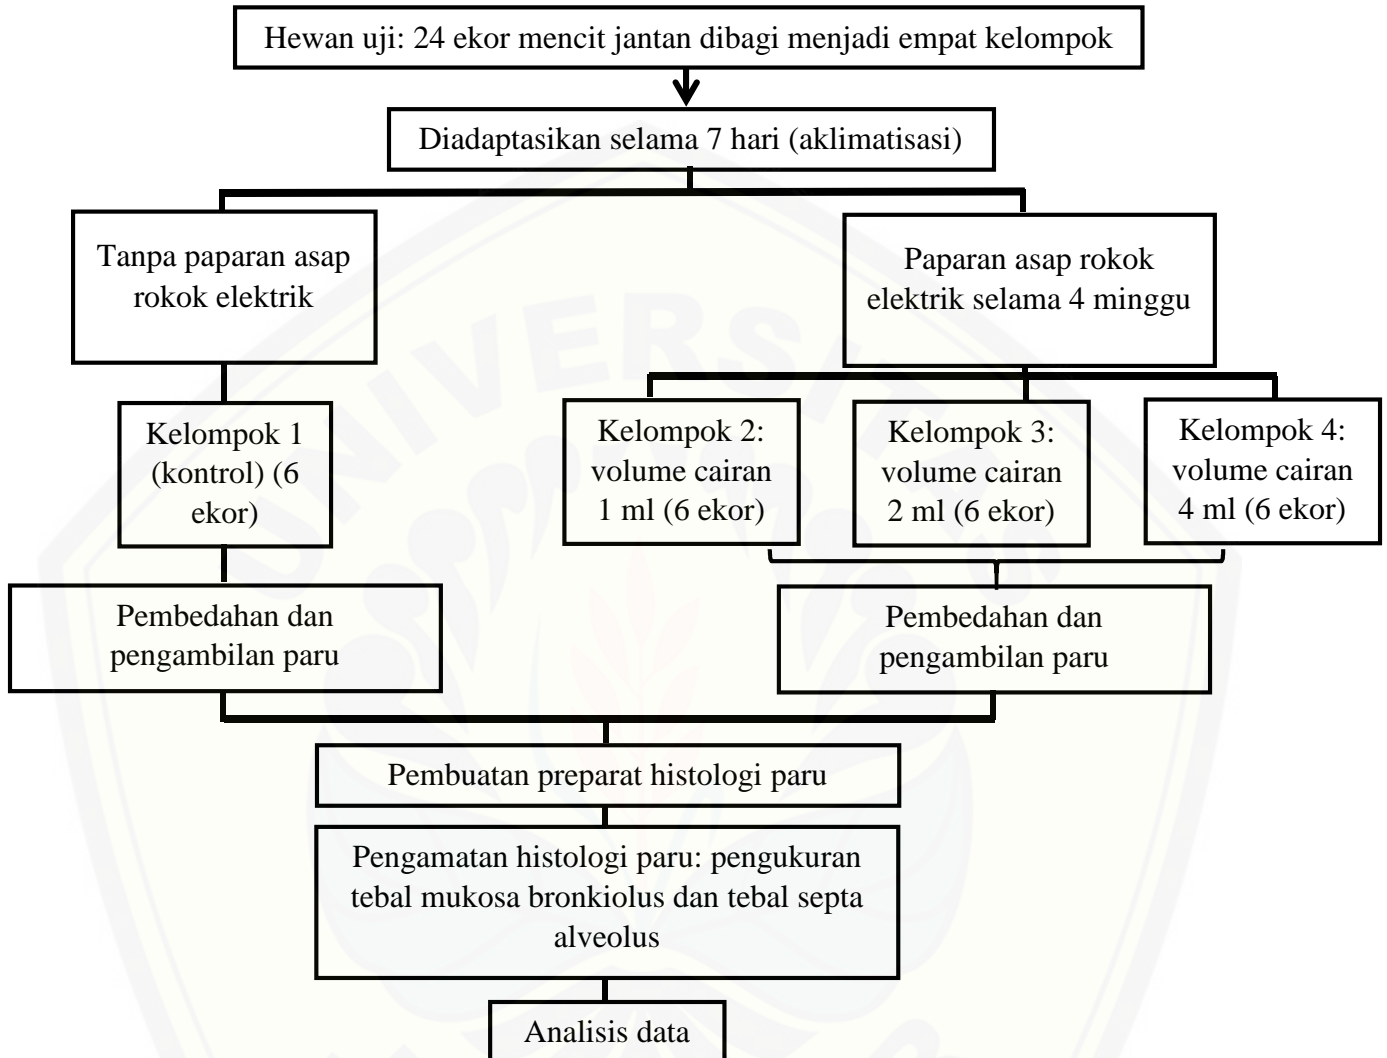 Hewan uji: 24 ekor mencit jantan dibagi menjadi empat kelompok
Diadaptasikan selama 7 hari (aklimatisasi)
Tanpa paparan asap
rokok elektrik
Paparan asap rokok
elektrik selama 4 minggu
Kelompok 1
(kontrol) (6
ekor)
Kelompok 2:
volume cairan
1 ml (6 ekor)
Kelompok 3:
volume cairan
2 ml (6 ekor)
Kelompok 4:
volume cairan
4 ml (6 ekor)
Pembedahan dan
pengambilan paru
Pembedahan dan
pengambilan paru
Pembuatan preparat histologi paru
Pengamatan histologi paru: pengukuran
tebal mukosa bronkiolus dan tebal septa
alveolus
Analisis data
UNIVERSITAS